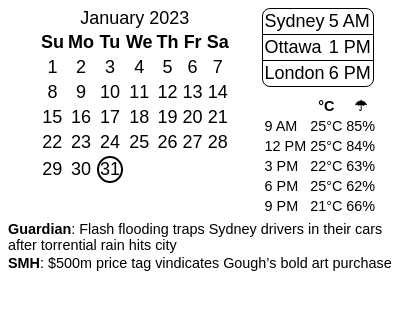 January 2023
Su Mo Tu We Th Fr Sa
1 2 3 4 5 6 7
8 9 10 11 12 13 14
15 16 17 18 19 20 21
22 23 24 25 26 27 28
29 30 31
Sydney 5 AM
Ottawa 1 PM
London 6 PM
°C ☂
9 AM 25°C 85%
12 PM 25°C 84%
3 PM 22°C 63%
6 PM 25°C 62%
9 PM 21°C 66%
Guardian: Flash flooding traps Sydney drivers in their cars
after torrential rain hits city
SMH: $500m price tag vindicates Gough’s bold art purchase